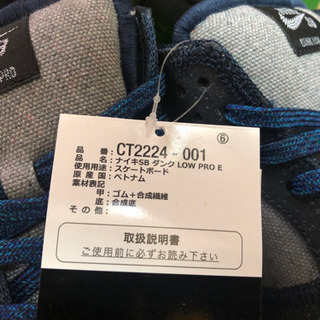 ⑥
品番: CT2224-001
品名: ナイキSB ダンク LOW PRO E
使用用途: スケートボード
原産国: ベトナム
素材表記
甲: ゴム+合成繊維
底: 合成底
その他:
取扱説明書
ご使用前に必ずお読み下さい。